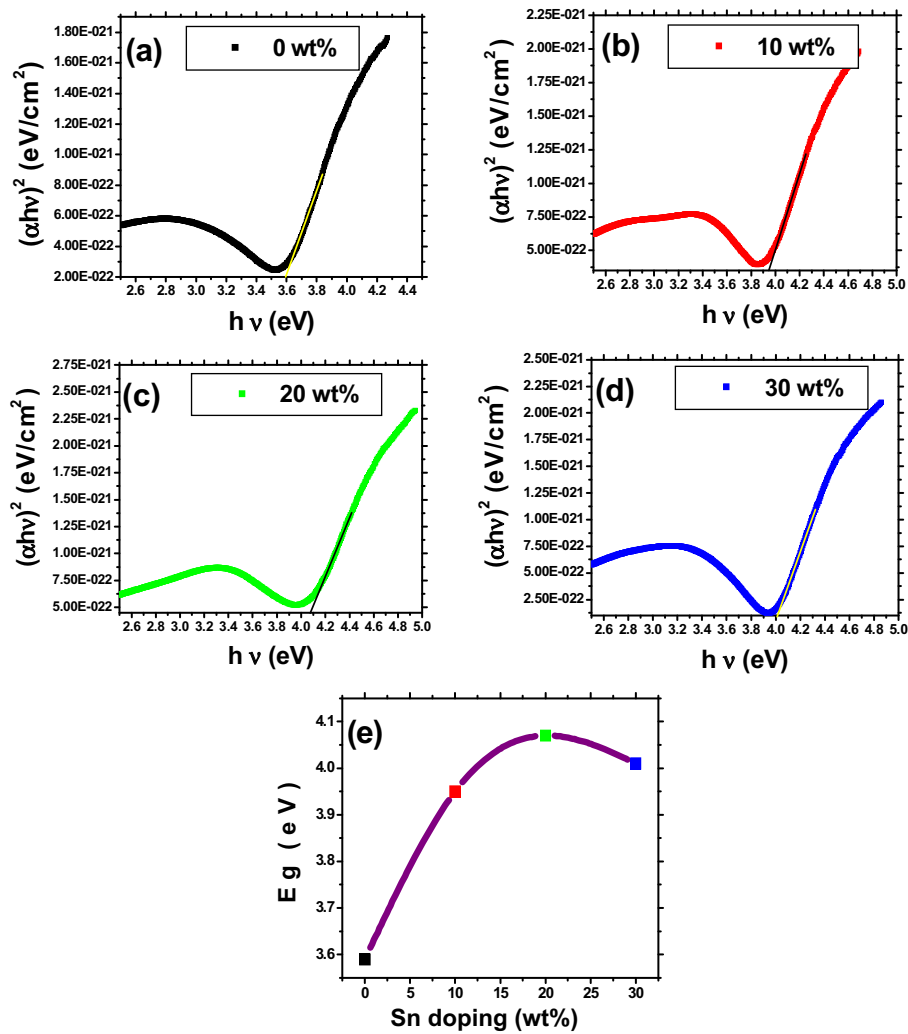 (a)
0 wt%
1.80E-021
1.60E-021
1.40E-021
1.20E-021
1.00E-021
8.00E-022
6.00E-022
4.00E-022
2.00E-022
(αhν)² (eV/cm²)
2.6 2.8 3.0 3.2 3.4 3.6 3.8 4.0 4.2 4.4
h ν (eV)
(b)
10 wt%
2.25E-021
2.00E-021
1.75E-021
1.50E-021
1.25E-021
1.00E-021
7.50E-022
5.00E-022
(αhν)² (eV/cm²)
2.6 2.8 3.0 3.2 3.4 3.6 3.8 4.0 4.2 4.4 4.6 4.8 5.0
h ν (eV)
(c)
20 wt%
2.75E-021
2.50E-021
2.25E-021
2.00E-021
1.75E-021
1.50E-021
1.25E-021
1.00E-021
7.50E-022
5.00E-022
(αhν)² (eV/cm²)
2.6 2.8 3.0 3.2 3.4 3.6 3.8 4.0 4.2 4.4 4.6 4.8 5.0
h ν (eV)
(d)
30 wt%
2.50E-021
2.25E-021
2.00E-021
1.75E-021
1.50E-021
1.25E-021
1.00E-021
7.50E-022
5.00E-022
2.50E-022
(αhν)² (eV/cm²)
2.6 2.8 3.0 3.2 3.4 3.6 3.8 4.0 4.2 4.4 4.6 4.8 5.0
h ν (eV)
(e)
4.1
4.0
3.9
3.8
3.7
3.6
E g ( e V )
0 5 10 15 20 25 30
Sn doping (wt%)